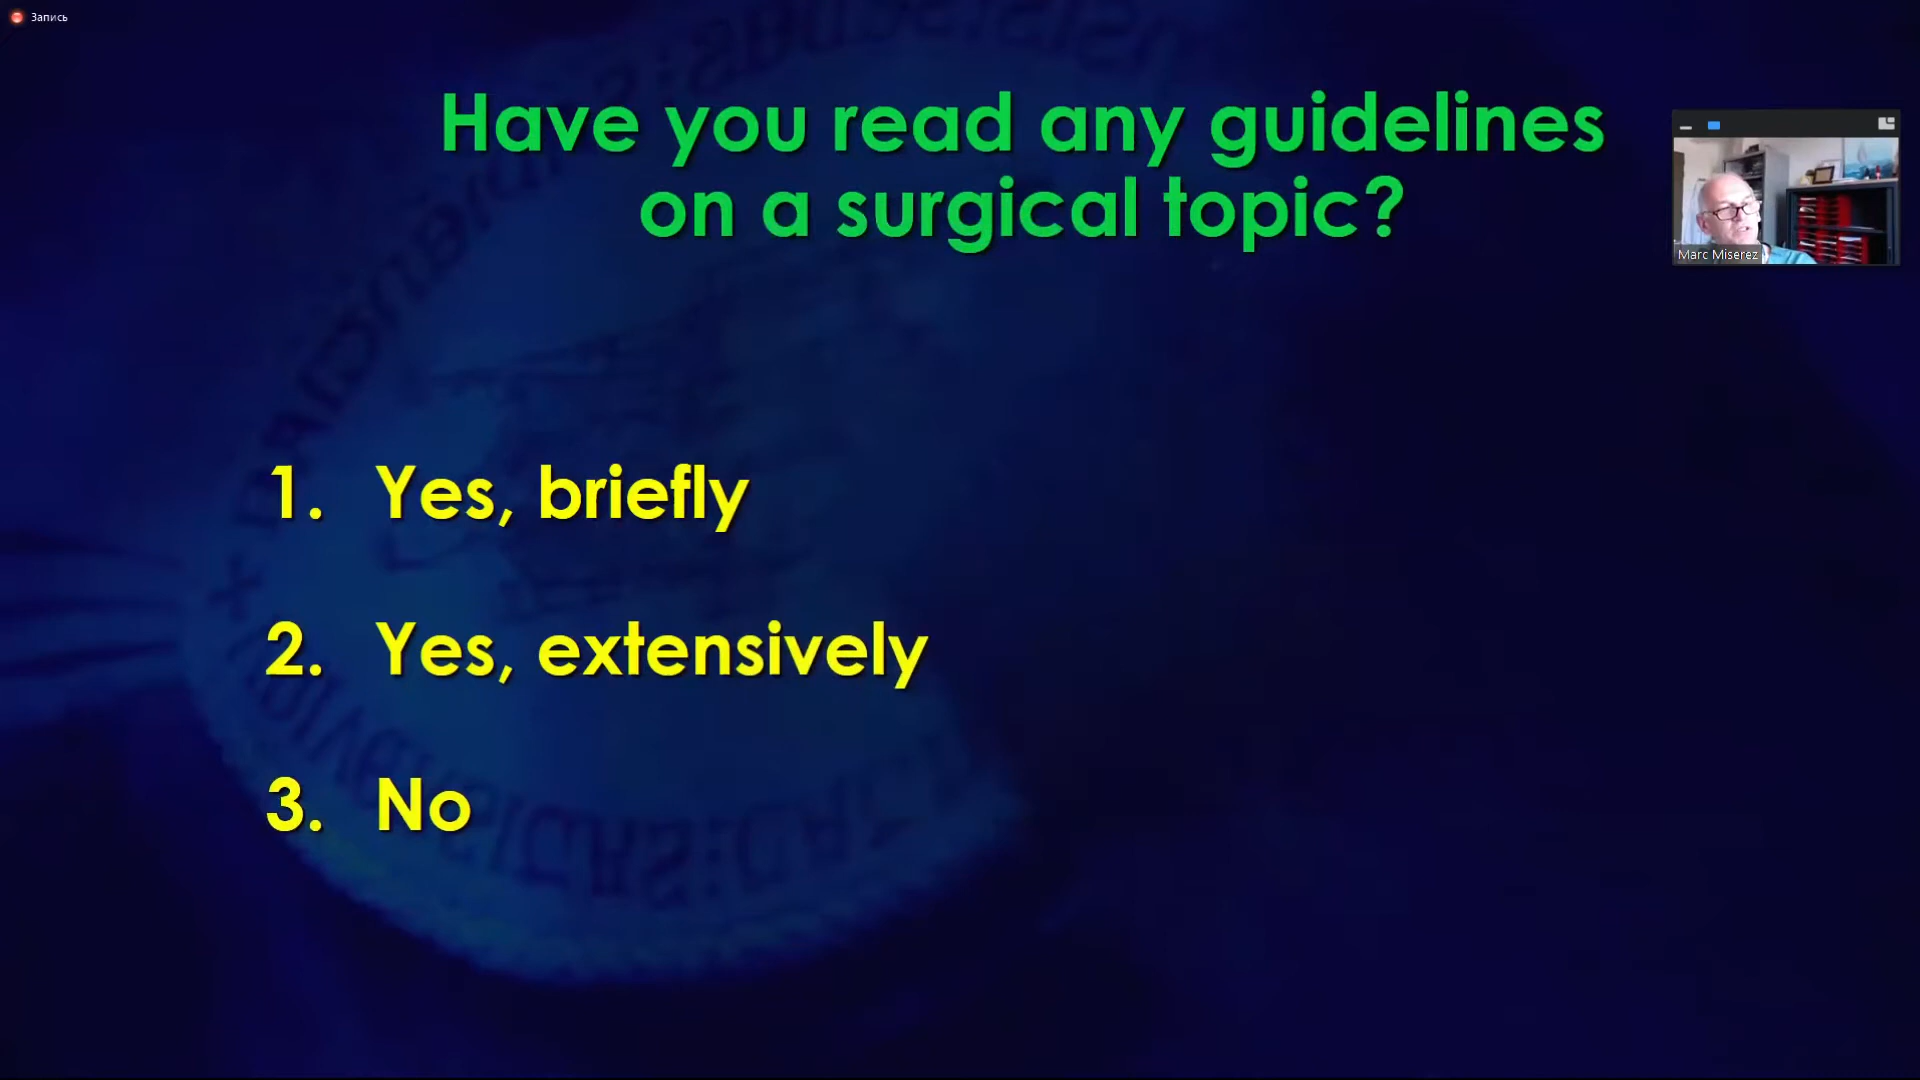 Запись
Have you read any guidelines
on a surgical topic?
Marc Miserez
1. Yes, briefly
2. Yes, extensively
3. No